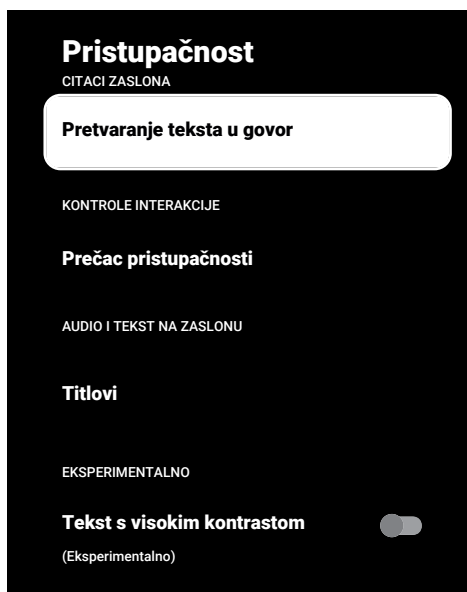 Pristupačnost
CITACI ZASLONA
Pretvaranje teksta u govor
KONTROLE INTERAKCIJE
Prečac pristupačnosti
AUDIO I TEKST NA ZASLONU
Titlovi
EKSPERIMENTALNO
Tekst s visokim kontrastom
(Eksperimentalno)